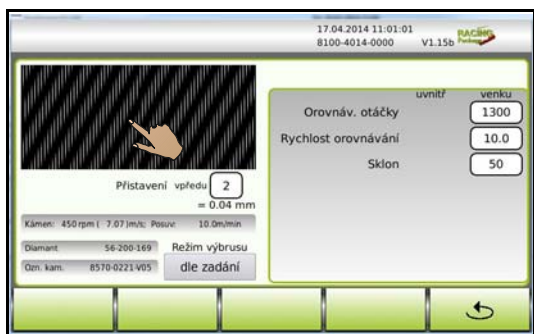 17.04.2014 11:01:01
8100-4014-0000 V1.15b
RACING
uvnitř venku
Orovnáv. otáčky 1300
Rychlost orovnávání 10.0
Sklon 50
Přistavení vpředu 2
= 0.04 mm
Kámen: 450 rpm ( 7.07 )m/s; Posuv: 10.0m/min
Diamant 56-200-169
Ozn. kam. 8570-0221-V05
Režim výbrusu
dle zadání